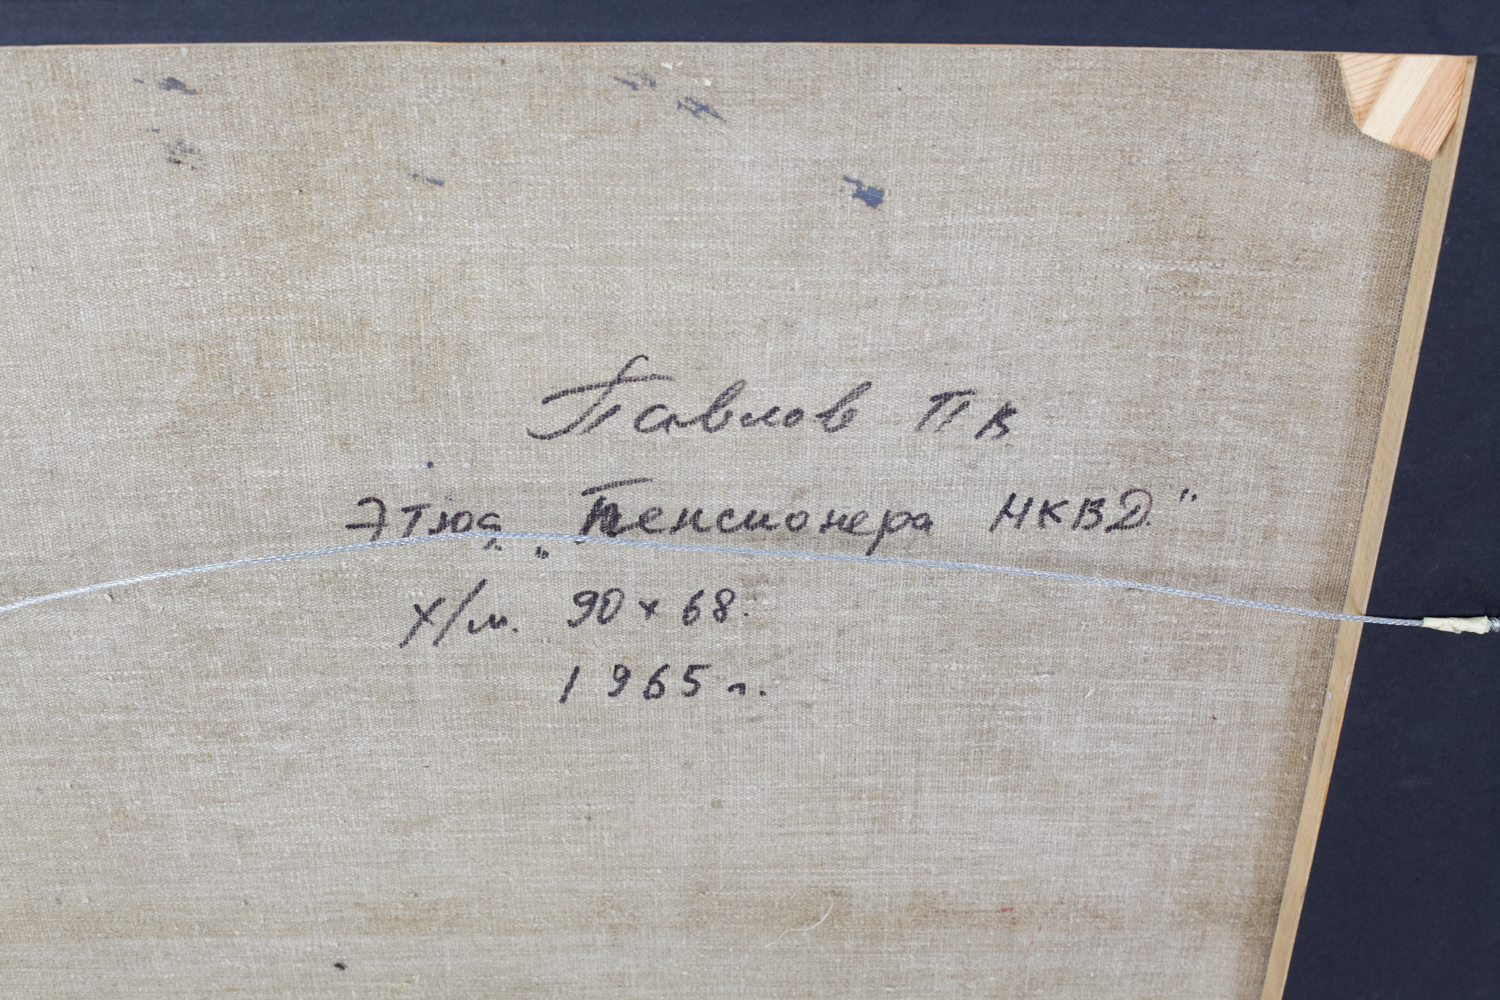 Павлов П В
Этюд „Пенсионера НКВД"
х/м. 90 x 68.
1965 г.